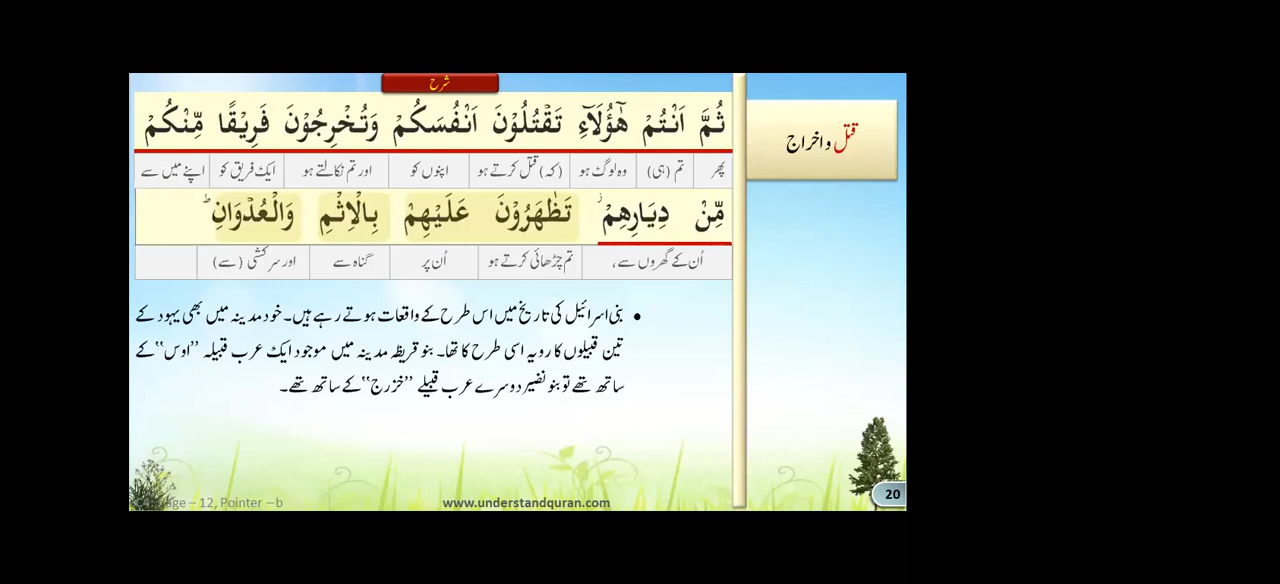 شرح
قتل و اخراج
ثُمَّ اَنْتُمْ هٰٓؤُلَآءِ تَقْتُلُوْنَ اَنْفُسَكُمْ وَتُخْرِجُوْنَ فَرِيْقًا مِّنْكُمْ
پھر تم (ہی) وہ لوگ ہو (کہ) قتل کرتے ہو اپنوں کو اور تم نکالتے ہو ایک فریق کو اپنے میں سے
مِّنْ دِيَارِهِمْ ز تَظٰهَرُوْنَ عَلَيْهِمْ بِالْاِثْمِ وَالْعُدْوَانِ ؕ
اُن کے گھروں سے، تم چڑھائی کرتے ہو اُن پر گناہ سے اور سرکشی (سے)
• بنی اسرائیل کی تاریخ میں اس طرح کے واقعات ہوتے رہے ہیں۔ خود مدینہ میں بھی یہود کے
تین قبیلوں کا رویہ اسی طرح کا تھا۔ بنو قریظہ مدینہ میں موجود ایک عرب قبیلہ ”اوس“ کے
ساتھ تھے تو بنو نضیر دوسرے عرب قبیلے ”خزرج“ کے ساتھ تھے۔
Page – 12, Pointer – b
www.understandquran.com
20